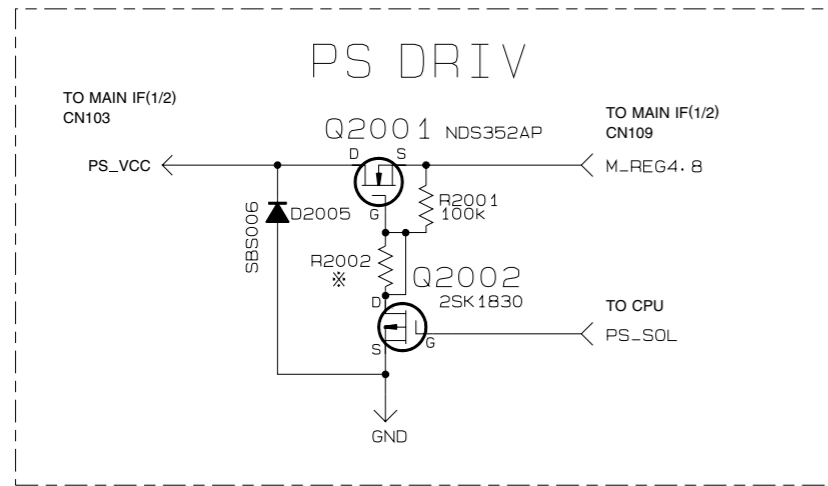 PS DRIV
TO MAIN IF(1/2)
CN103
TO MAIN IF(1/2)
CN109
Q2001 NDS352AP
D
S
PS_VCC
M_REG4.8
G
R2001
100k
SBS006
D2005
R2002
※
Q2002
2SK1830
D
TO CPU
S
G
PS_SOL
GND